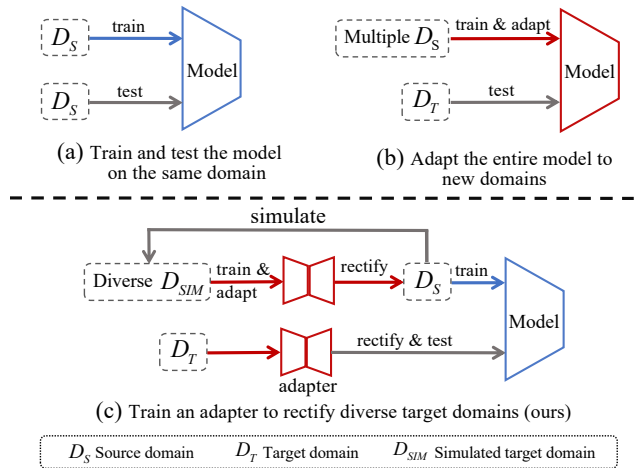 D_S train
Model
D_S test
(a) Train and test the model
on the same domain
Multiple D_S train & adapt
Model
D_T test
(b) Adapt the entire model to
new domains
simulate
Diverse D_SIM train &
adapt
rectify D_S train
Model
D_T rectify & test
adapter
(c) Train an adapter to rectify diverse target domains (ours)
D_S Source domain D_T Target domain D_SIM Simulated target domain